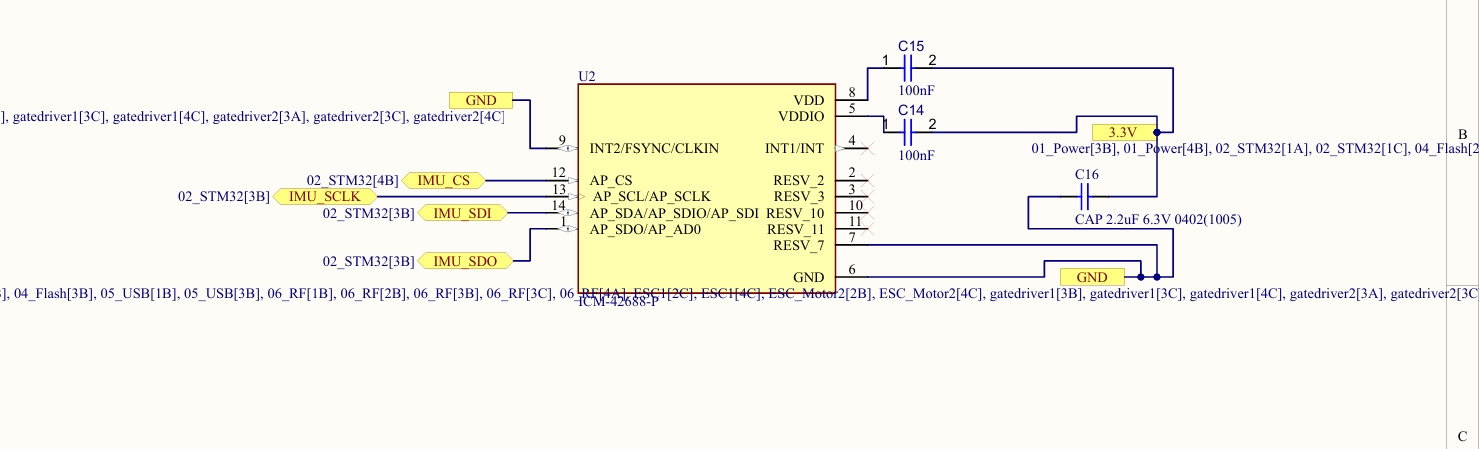 C15
1 2
100nF
U2
GND
], gatedriver1[3C], gatedriver1[4C], gatedriver2[3A], gatedriver2[3C], gatedriver2[4C]
VDD 8
VDDIO 5
C14
1 2
100nF
3.3V
01_Power[3B], 01_Power[4B], 02_STM32[1A], 02_STM32[1C], 04_Flash[2
B
9 INT2/FSYNC/CLKIN
INT1/INT 4
02_STM32[4B] IMU_CS 12 AP_CS
RESV_2 2
02_STM32[3B] IMU_SCLK 13 AP_SCL/AP_SCLK
RESV_3 3
02_STM32[3B] IMU_SDI 14 AP_SDA/AP_SDIO/AP_SDI
RESV_10 10
1 AP_SDO/AP_AD0
RESV_11 11
RESV_7 7
C16
CAP 2.2uF 6.3V 0402(1005)
02_STM32[3B] IMU_SDO
GND 6
GND
], 04_Flash[3B], 05_USB[1B], 05_USB[3B], 06_RF[1B], 06_RF[2B], 06_RF[3B], 06_RF[3C], 06_RF[4A], ESC1[2C], ESC1[4C], ESC_Motor2[2B], ESC_Motor2[4C], gatedriver1[3B], gatedriver1[3C], gatedriver1[4C], gatedriver2[3A], gatedriver2[3C
ICM-42688-P
C